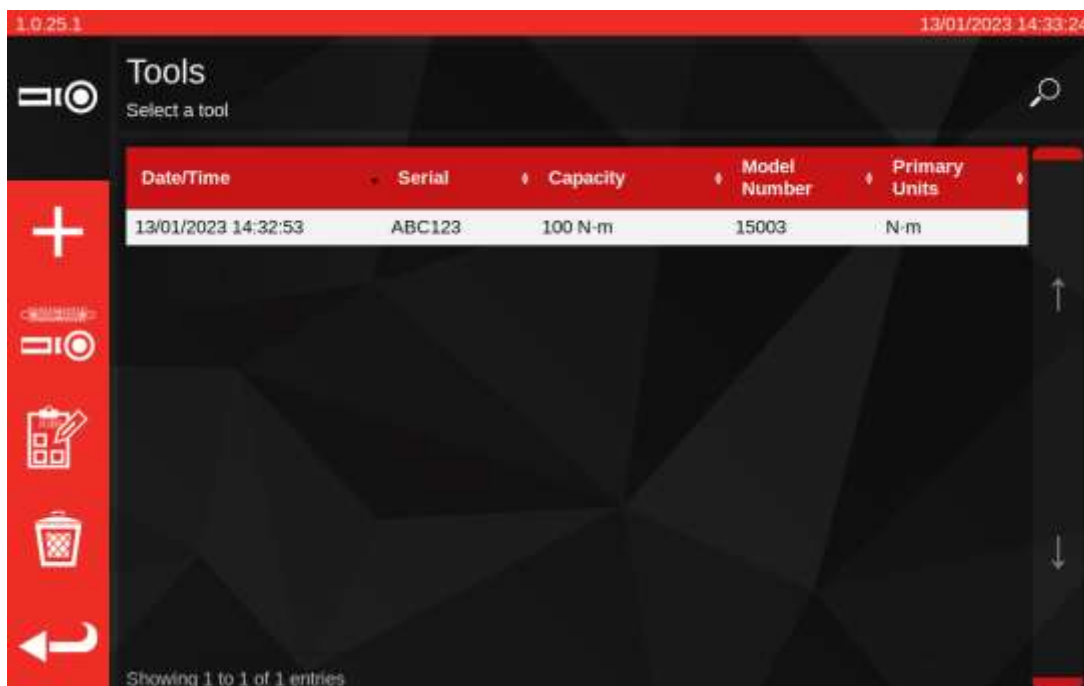 1.0.25.1 13/01/2023 14:33:24
Tools
Select a tool
Date/Time Serial Capacity Model Number Primary Units
13/01/2023 14:32:53 ABC123 100 N·m 15003 N·m
Showing 1 to 1 of 1 entries